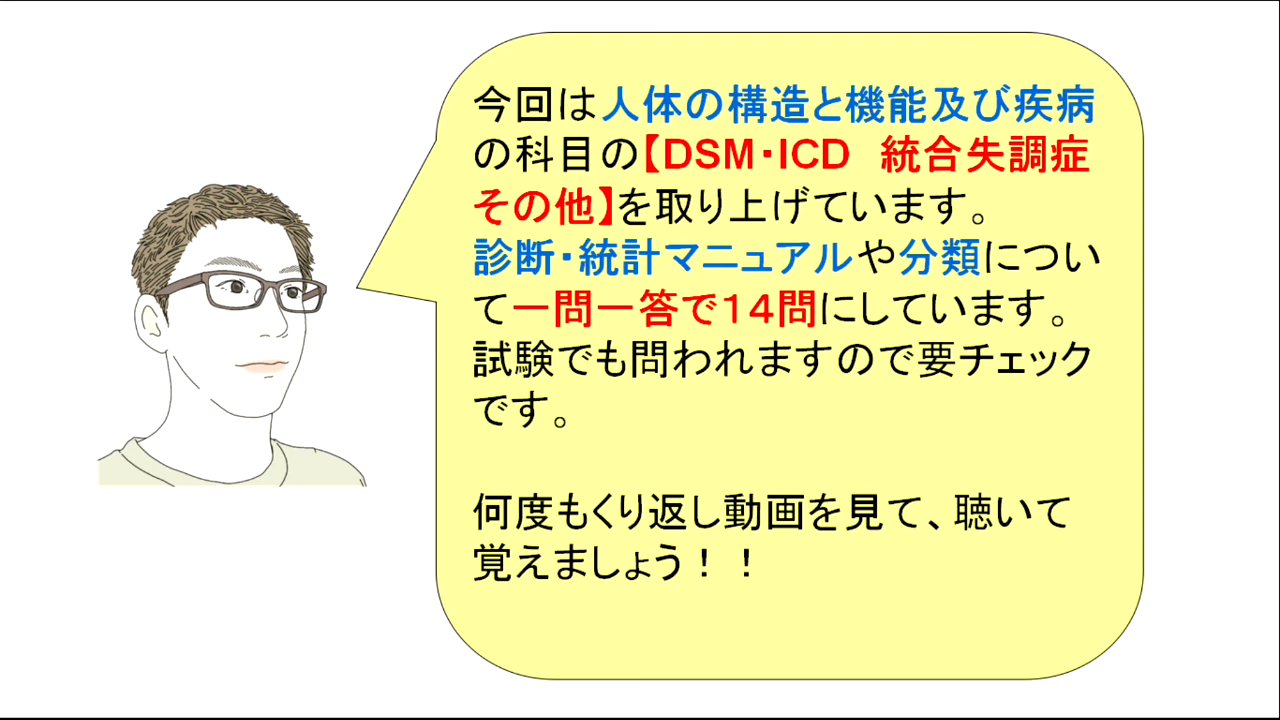 今回は人体の構造と機能及び疾病
の科目の【DSM・ICD　統合失調症
その他】を取り上げています。
診断・統計マニュアルや分類につい
て一問一答で１４問にしています。
試験でも問われますので要チェック
です。
何度もくり返し動画を見て、聴いて
覚えましょう！！